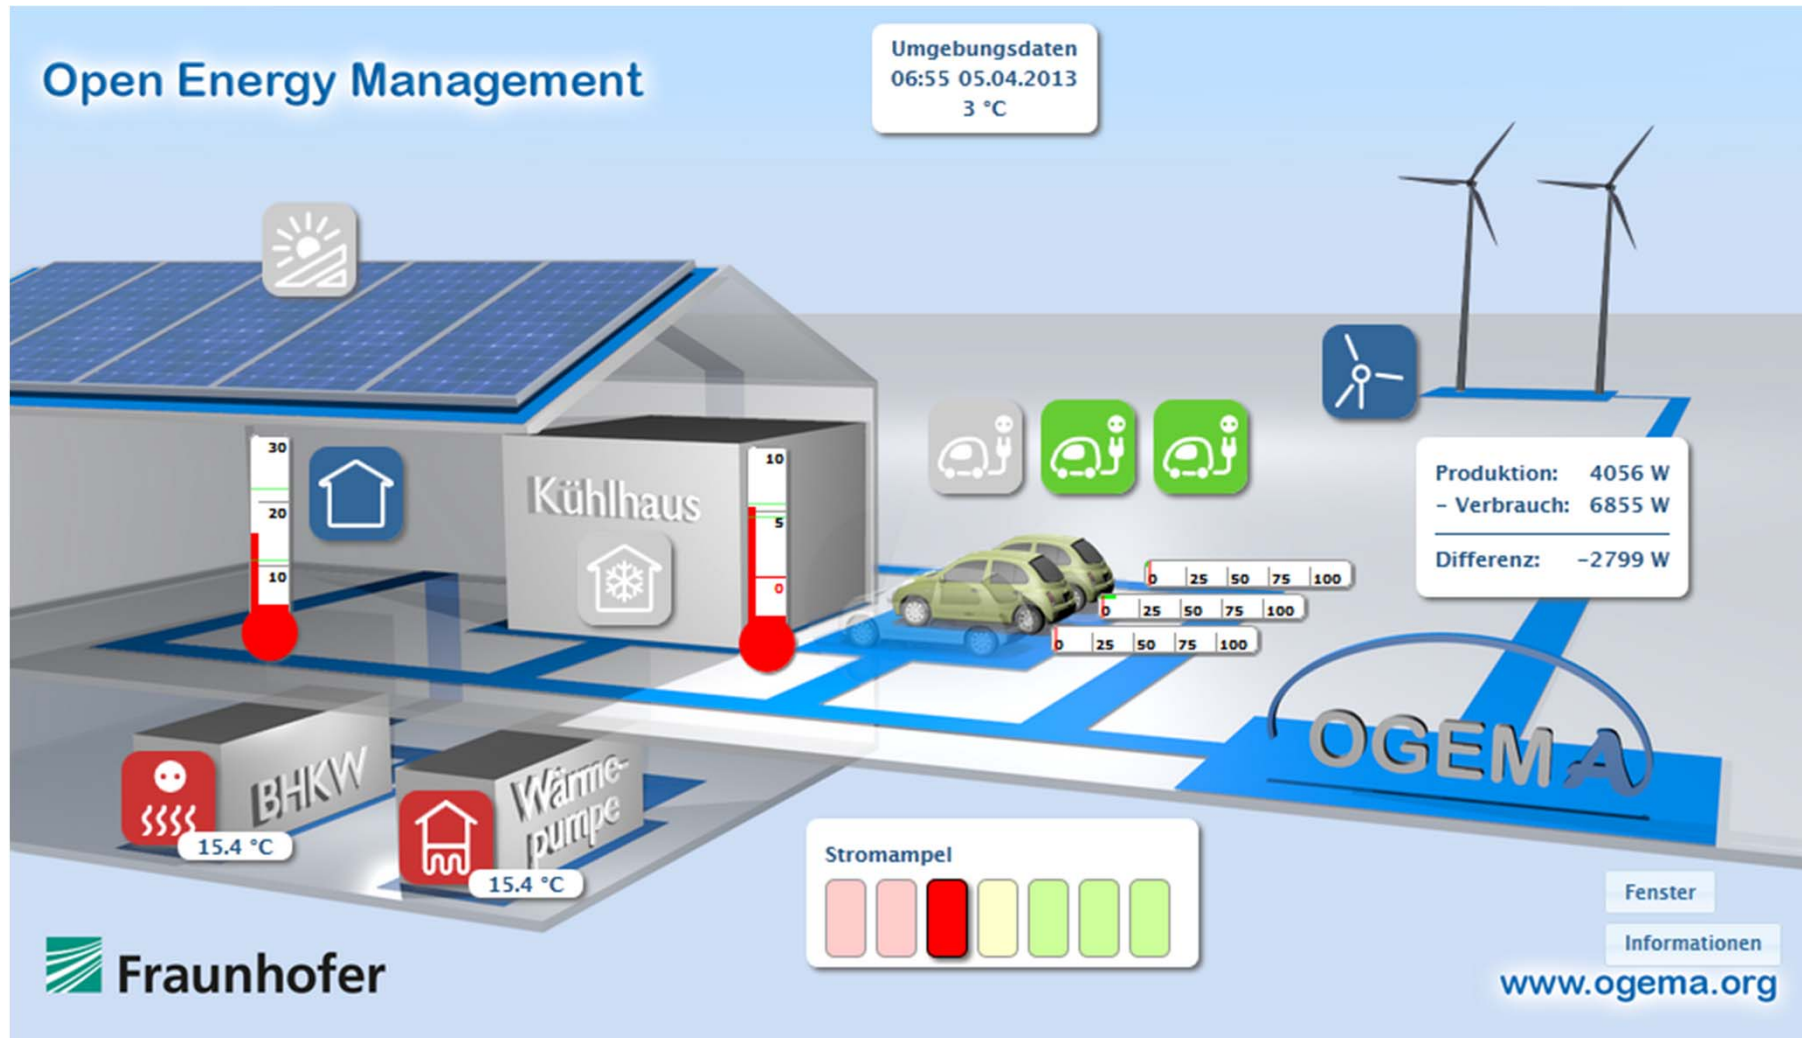 Open Energy Management
Umgebungsdaten
06:55 05.04.2013
3 °C
30
20
10
Kühlhaus
10
5
0
Produktion: 4056 W
- Verbrauch: 6855 W
Differenz: -2799 W
0 25 50 75 100
0 25 50 75 100
0 25 50 75 100
OGEMA
BHKW
15.4 °C
Wärme-
pumpe
15.4 °C
Stromampel
Fenster
Informationen
Fraunhofer
www.ogema.org